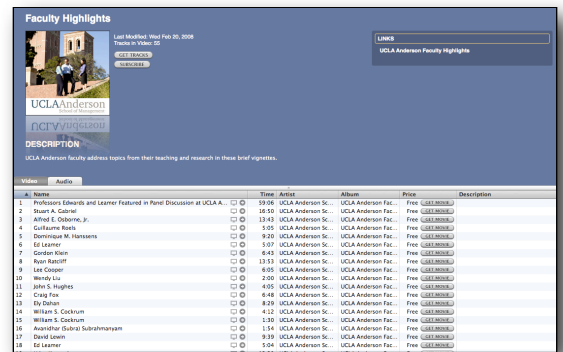 Faculty Highlights
Last Modified: Wed Feb 20, 2008
Tracks in Video: 55
GET TRACKS
SUBSCRIBE
LINKS
UCLA Anderson Faculty Highlights
UCLAAnderson
School of Management
DESCRIPTION
UCLA Anderson faculty address topics from their teaching and research in these brief vignettes.
Video Audio
Name Time Artist Album Price Description
1 Professors Edwards and Leamer Featured in Panel Discussion at UCLA A... 59:06 UCLA Anderson Sc... UCLA Anderson Fac... Free GET MOVIE
2 Stuart A. Gabriel 16:50 UCLA Anderson Sc... UCLA Anderson Fac... Free GET MOVIE
3 Alfred E. Osborne, Jr. 13:43 UCLA Anderson Sc... UCLA Anderson Fac... Free GET MOVIE
4 Guillaume Roels 5:05 UCLA Anderson Sc... UCLA Anderson Fac... Free GET MOVIE
5 Dominique M. Hanssens 9:20 UCLA Anderson Sc... UCLA Anderson Fac... Free GET MOVIE
6 Ed Leamer 5:07 UCLA Anderson Sc... UCLA Anderson Fac... Free GET MOVIE
7 Gordon Klein 6:43 UCLA Anderson Sc... UCLA Anderson Fac... Free GET MOVIE
8 Ryan Ratcliff 13:53 UCLA Anderson Sc... UCLA Anderson Fac... Free GET MOVIE
9 Lee Cooper 6:05 UCLA Anderson Sc... UCLA Anderson Fac... Free GET MOVIE
10 Wendy Liu 2:00 UCLA Anderson Sc... UCLA Anderson Fac... Free GET MOVIE
11 John S. Hughes 4:05 UCLA Anderson Sc... UCLA Anderson Fac... Free GET MOVIE
12 Craig Fox 6:48 UCLA Anderson Sc... UCLA Anderson Fac... Free GET MOVIE
13 Ely Dahan 8:29 UCLA Anderson Sc... UCLA Anderson Fac... Free GET MOVIE
14 William S. Cockrum 4:12 UCLA Anderson Sc... UCLA Anderson Fac... Free GET MOVIE
15 William S. Cockrum 1:30 UCLA Anderson Sc... UCLA Anderson Fac... Free GET MOVIE
16 Avanidhar (Subra) Subrahmanyam 1:54 UCLA Anderson Sc... UCLA Anderson Fac... Free GET MOVIE
17 David Lewin 9:39 UCLA Anderson Sc... UCLA Anderson Fac... Free GET MOVIE
18 Ed Leamer 5:04 UCLA Anderson Sc... UCLA Anderson Fac... Free GET MOVIE